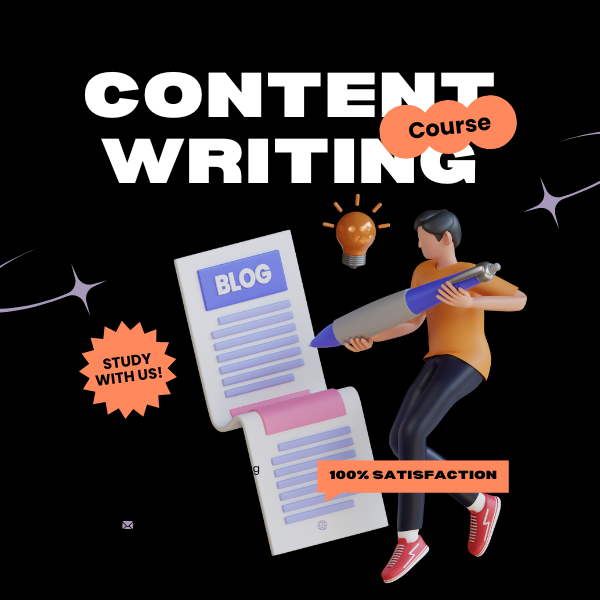 CONTENT
WRITING
Course
BLOG
STUDY
WITH US!
g
100% SATISFACTION